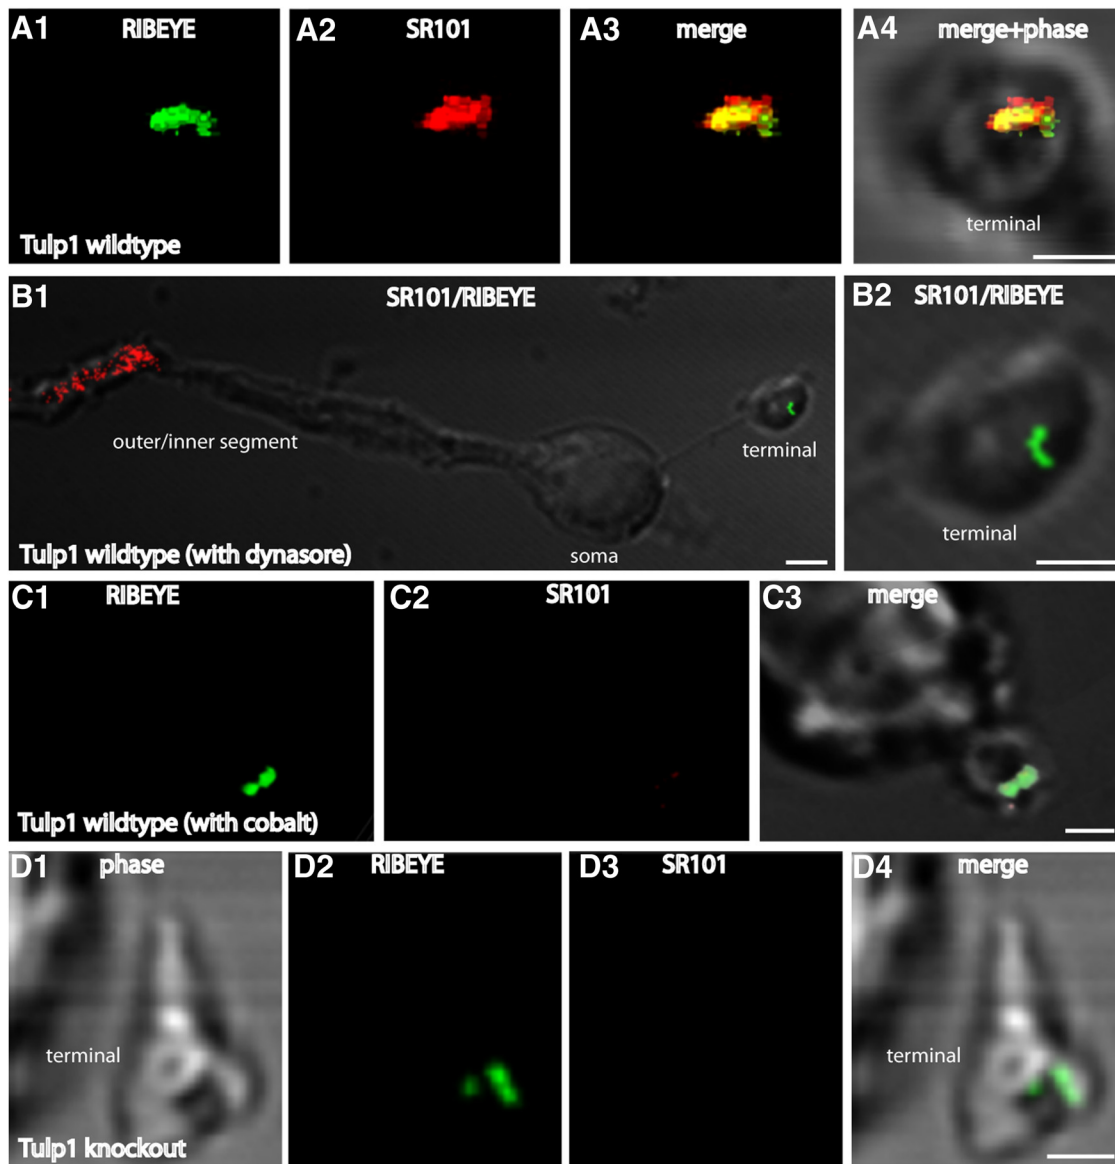 A1 RIBEYE
A2 SR101
A3 merge
A4 merge+phase
Tulp1 wildtype
terminal
B1 SR101/RIBEYE
B2 SR101/RIBEYE
outer/inner segment
terminal
Tulp1 wildtype (with dynasore)
soma
terminal
C1 RIBEYE
C2 SR101
C3 merge
Tulp1 wildtype (with cobalt)
D1 phase
D2 RIBEYE
D3 SR101
D4 merge
terminal
terminal
Tulp1 knockout